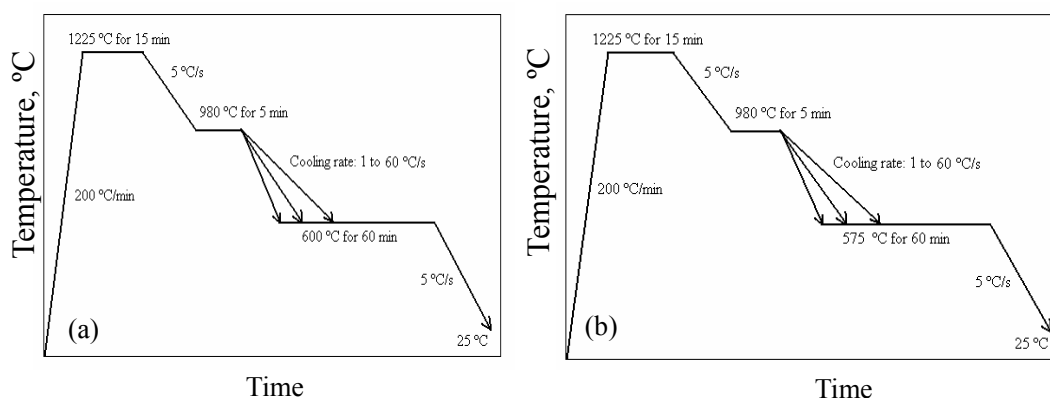 Temperature, ºC
1225 ºC for 15 min
5 ºC/s
980 ºC for 5 min
Cooling rate: 1 to 60 ºC/s
200 ºC/min
600 ºC for 60 min
5 ºC/s
(a)
25 ºC
Time
Temperature, ºC
1225 ºC for 15 min
5 ºC/s
980 ºC for 5 min
Cooling rate: 1 to 60 ºC/s
200 ºC/min
575 ºC for 60 min
5 ºC/s
(b)
25 ºC
Time